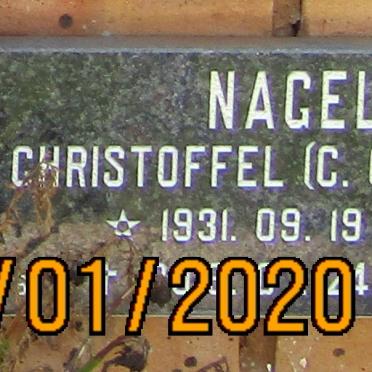 NAGEL
CHRISTOFFEL (C.
☆ 1931. 09. 19
/01/2020